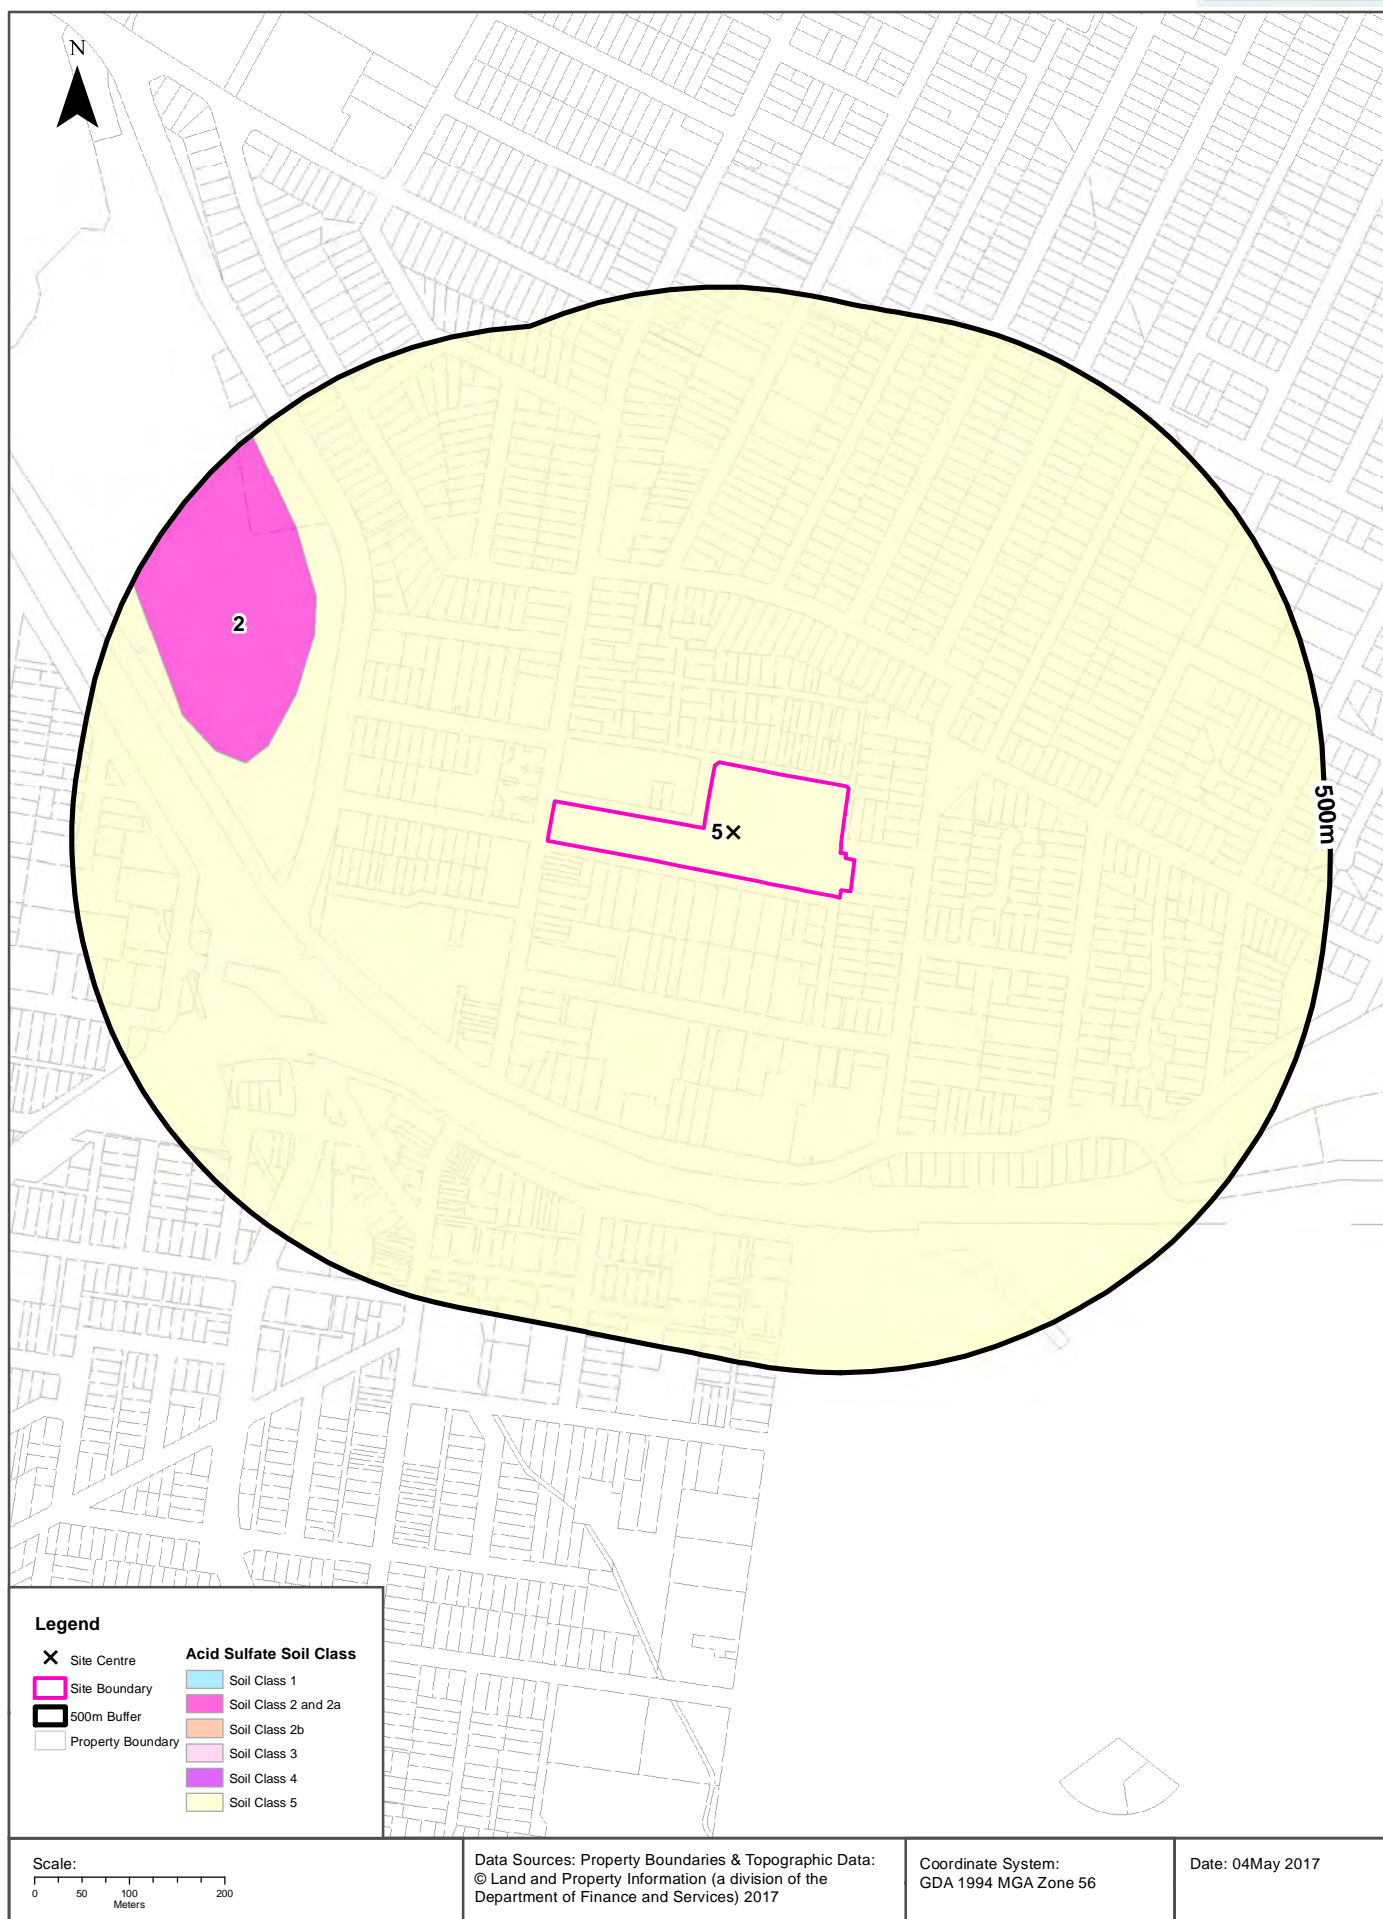 N
2
5
500m
Legend
Site Centre
Site Boundary
500m Buffer
Property Boundary
Acid Sulfate Soil Class
Soil Class 1
Soil Class 2 and 2a
Soil Class 2b
Soil Class 3
Soil Class 4
Soil Class 5
Scale:
0 50 100 200
Meters
Data Sources: Property Boundaries & Topographic Data:
© Land and Property Information (a division of the
Department of Finance and Services) 2017
Coordinate System:
GDA 1994 MGA Zone 56
Date: 04May 2017